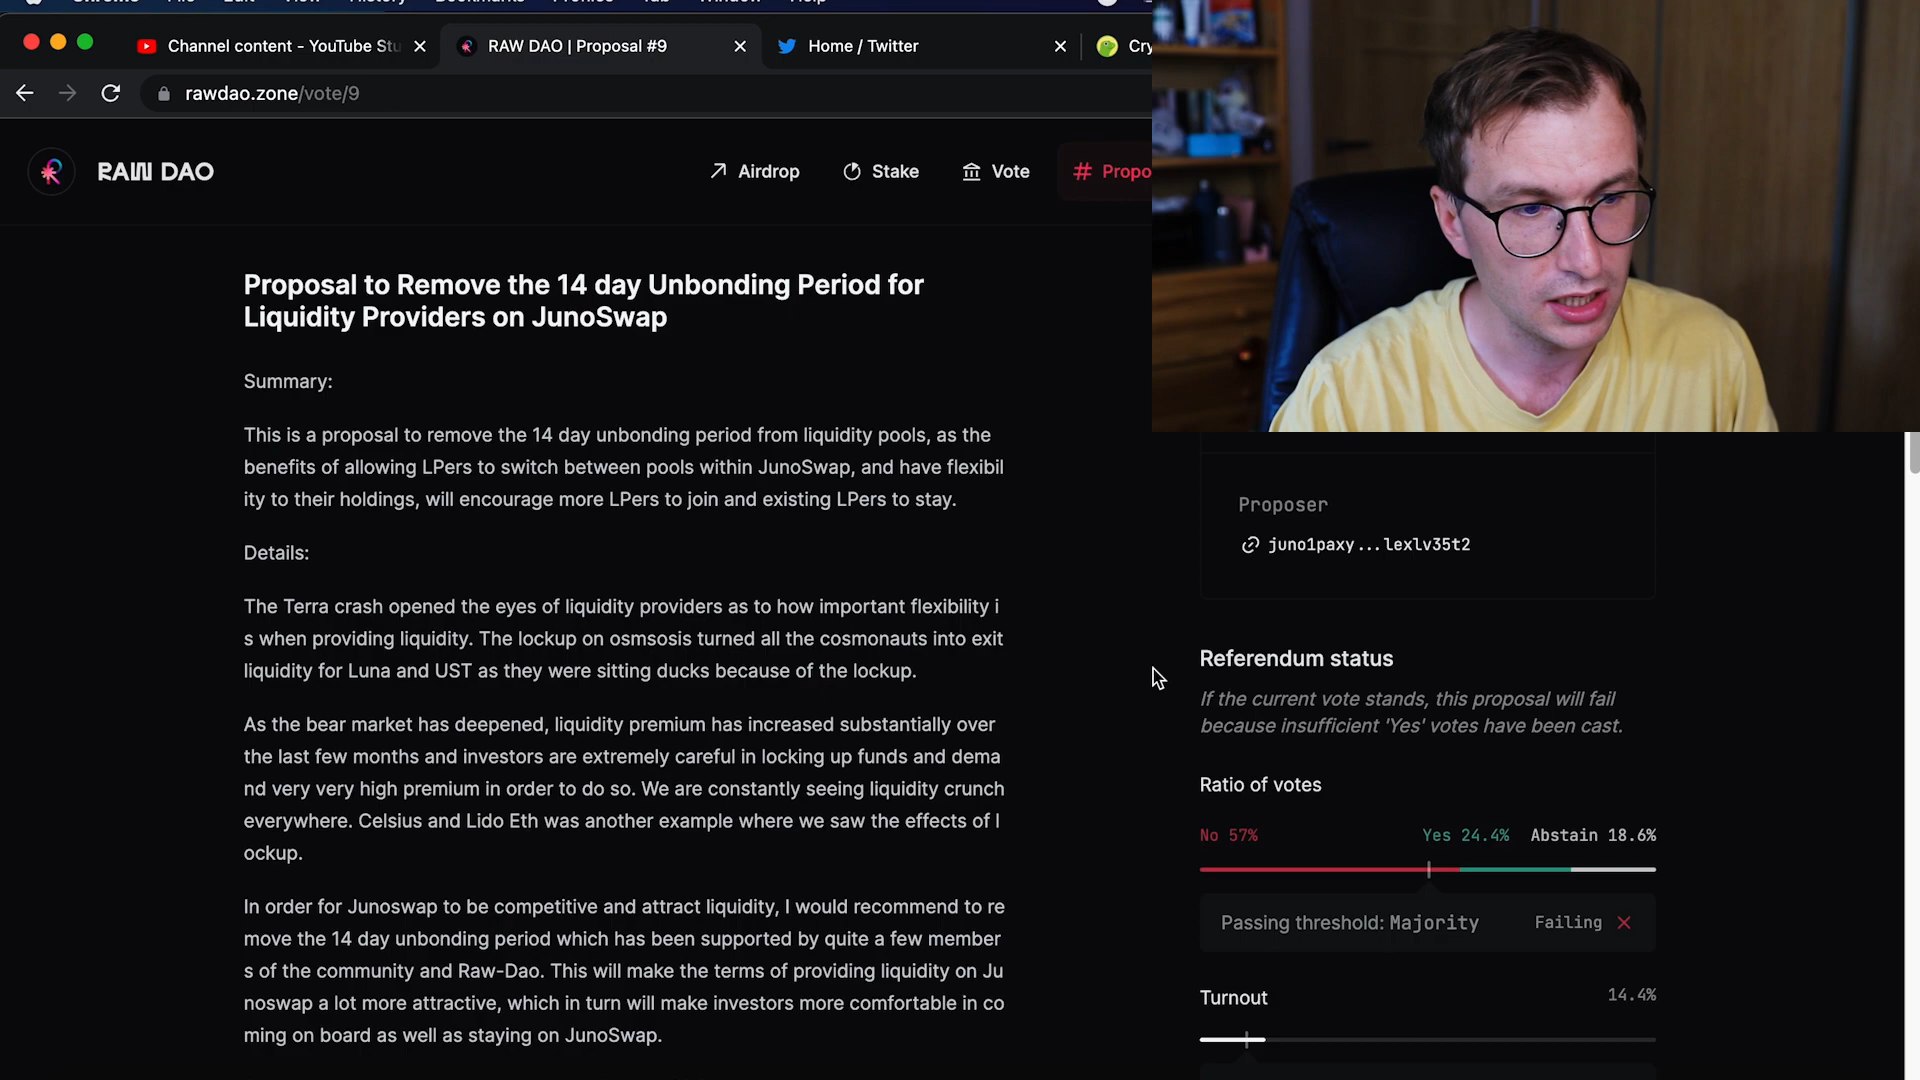 Channel content - YouTube Stu
RAW DAO | Proposal #9
Home / Twitter
Cry
rawdao.zone/vote/9
RAW DAO
Airdrop
Stake
Vote
# Propo
Proposal to Remove the 14 day Unbonding Period for
Liquidity Providers on JunoSwap
Summary:
This is a proposal to remove the 14 day unbonding period from liquidity pools, as the
benefits of allowing LPers to switch between pools within JunoSwap, and have flexibil
ity to their holdings, will encourage more LPers to join and existing LPers to stay.
Details:
The Terra crash opened the eyes of liquidity providers as to how important flexibility i
s when providing liquidity. The lockup on osmsosis turned all the cosmonauts into exit
liquidity for Luna and UST as they were sitting ducks because of the lockup.
As the bear market has deepened, liquidity premium has increased substantially over
the last few months and investors are extremely careful in locking up funds and dema
nd very very high premium in order to do so. We are constantly seeing liquidity crunch
everywhere. Celsius and Lido Eth was another example where we saw the effects of l
ockup.
In order for Junoswap to be competitive and attract liquidity, I would recommend to re
move the 14 day unbonding period which has been supported by quite a few member
s of the community and Raw-Dao. This will make the terms of providing liquidity on Ju
noswap a lot more attractive, which in turn will make investors more comfortable in co
ming on board as well as staying on JunoSwap.
Proposer
juno1paxy...lexlv35t2
Referendum status
If the current vote stands, this proposal will fail
because insufficient 'Yes' votes have been cast.
Ratio of votes
No 57% Yes 24.4% Abstain 18.6%
Passing threshold: Majority Failing
Turnout 14.4%